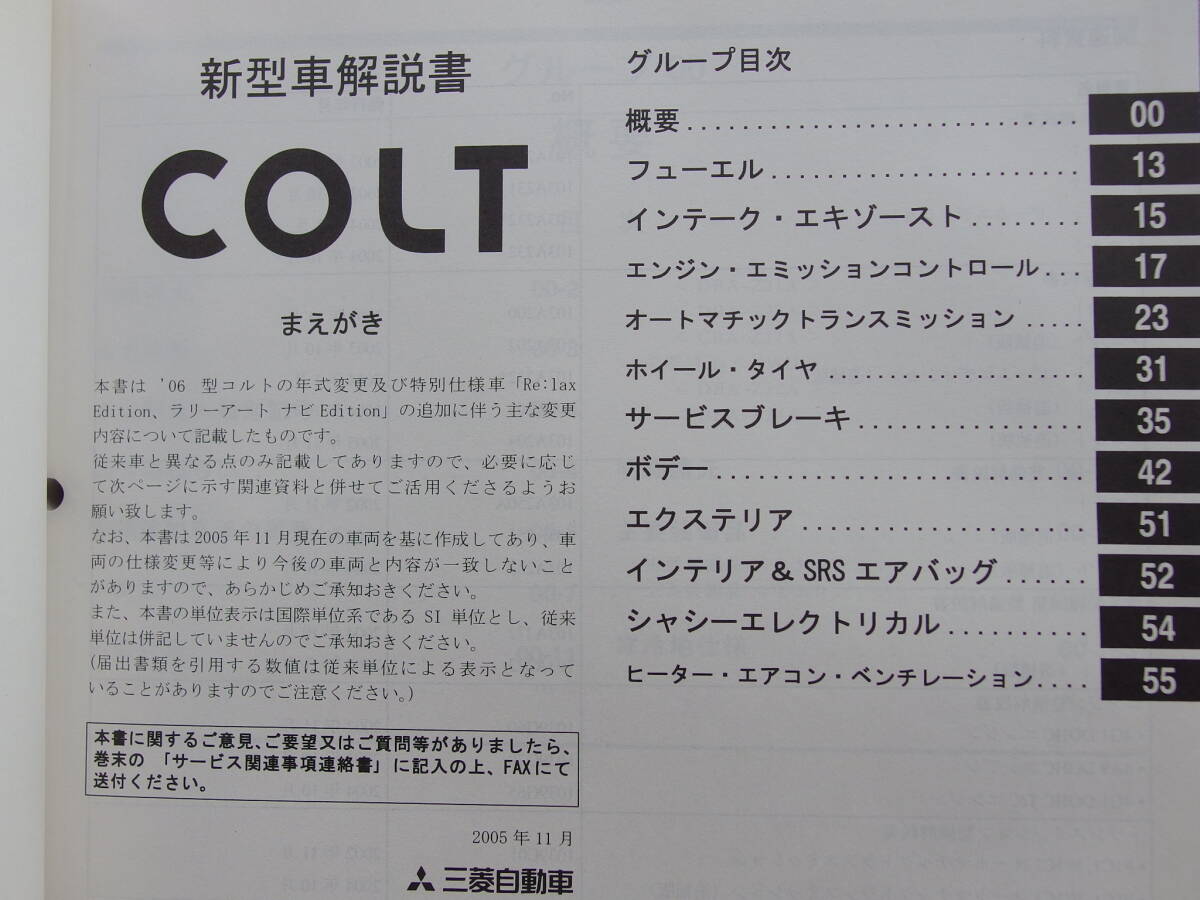 新型車解説書
COLT
まえがき
本書は '06 型コルトの年式変更及び特別仕様車「Re:lax
Edition、ラリーアート ナビ Edition」の追加に伴う主な変更
内容について記載したものです。
従来車と異なる点のみ記載してありますので、必要に応じ
て次ページに示す関連資料と併せてご活用くださるようお
願い致します。
なお、本書は 2005 年 11 月現在の車両を基に作成してあり、車
両の仕様変更等により今後の車両と内容が一致しないこと
がありますので、あらかじめご承知おきください。
また、本書の単位表示は国際単位系である SI 単位とし、従来
単位は併記していませんのでご承知おきください。
(届出書類を引用する数値は従来単位による表示となって
いることがありますのでご注意ください。)
本書に関するご意見、ご要望又はご質問等がありましたら、
巻末の 「サービス関連事項連絡書」 に記入の上、FAX にて
送付ください。
2005 年 11 月
三菱自動車
グループ目次
概要.............................. 00
フューエル........................ 13
インテーク・エキゾースト......... 15
エンジン・エミッションコントロール... 17
オートマチックトランスミッション ..... 23
ホイール・タイヤ.................... 31
サービスブレーキ................. 35
ボデー............................ 42
エクステリア..................... 51
インテリア& SRS エアバッグ...... 52
シャシーエレクトリカル.......... 54
ヒーター・エアコン・ベンチレーション.... 55